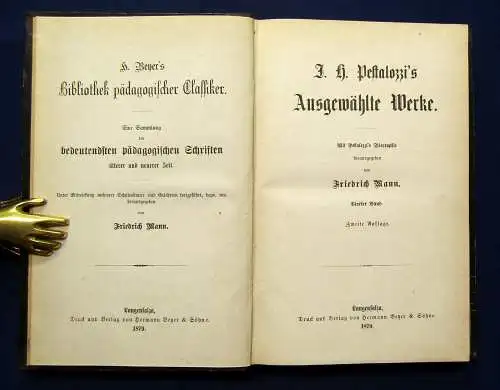 H. Beyer's
Bibliothek pädagogischer Classiker.
Eine Sammlung
der
bedeutendsten pädagogischen Schriften
älterer und neuerer Zeit.
Unter Mitwirkung mehrerer Schulmänner und Gelehrten
herausgegeben
von
Friedrich Mann.
Langensalza,
Druck und Verlag von Hermann Beyer & Söhne.
1879.
J. H. Pestalozzi's
Ausgewählte Werke.
Mit Pestalozzi's Biographie
herausgegeben
von
Friedrich Mann.
Vierter Band.
Zweite Auflage.
Langensalza,
Druck und Verlag von Hermann Beyer & Söhne.
1879.